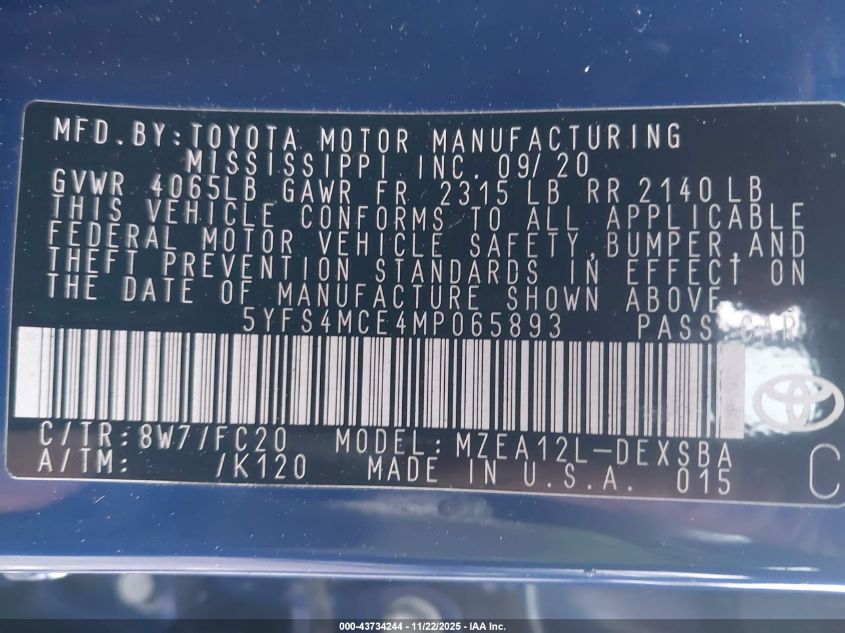 MFD.BY:TOYOTA MOTOR MANUFACTURING
MISSISSIPPI INC. 09/20
GVWR 4065LB GAWR FR 2315 LB RR 2140 LB
THIS VEHICLE CONFORMS TO ALL APPLICABLE
FEDERAL MOTOR VEHICLE SAFETY,BUMPER,AND
THEFT PREVENTION STANDARDS IN EFFECT ON
THE DATE OF MANUFACTURE SHOWN ABOVE.
5YFS4MCE4MP065893 PASS CAR
C/TR:8W7/FC20 MODEL:MZEA12L-DEXSBA
A/TM: /K120 MADE IN U.S.A. 015
C
000-43734244 - 11/22/2025 - IAA Inc.